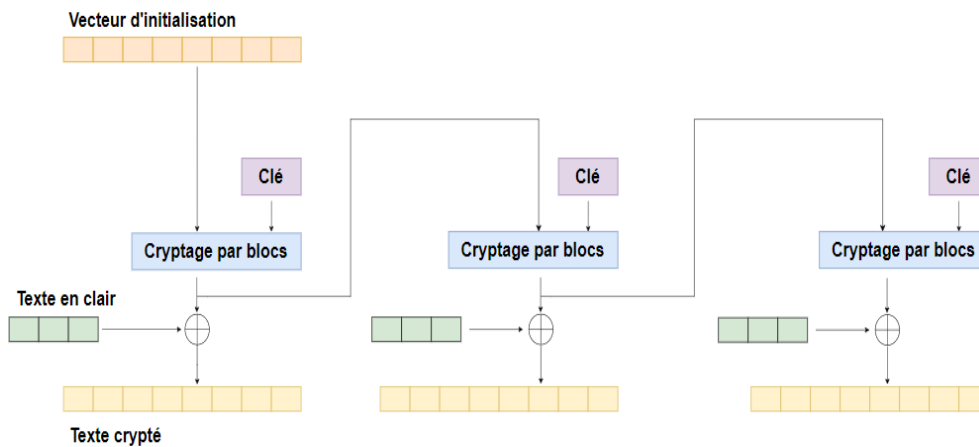 Vecteur d'initialisation
Clé
Clé
Clé
Cryptage par blocs
Cryptage par blocs
Cryptage par blocs
Texte en clair
Texte crypté